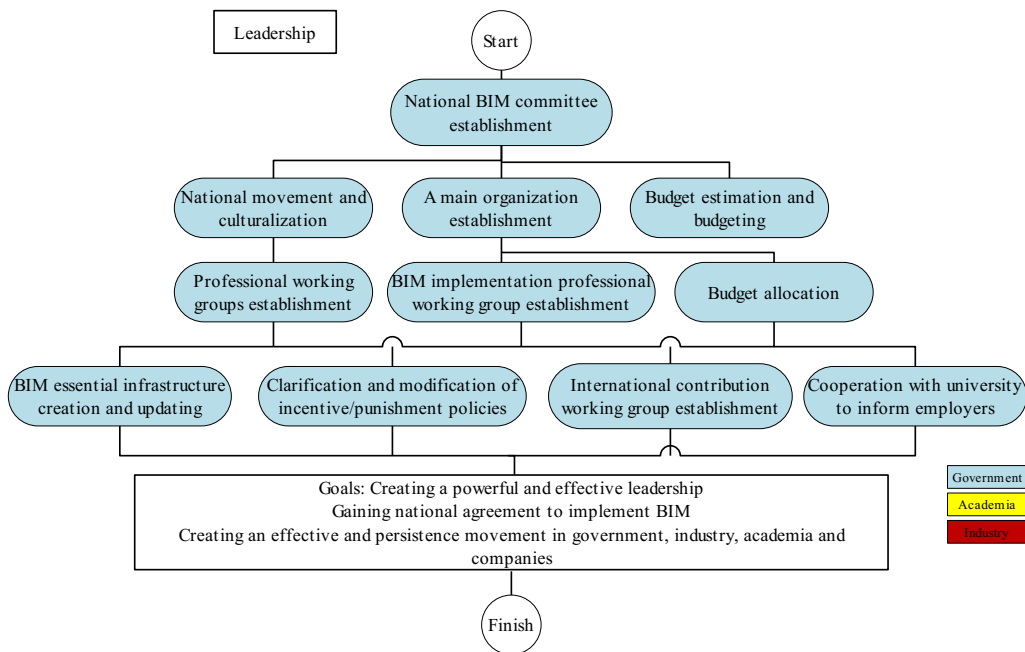 Leadership
Start
National BIM committee
establishment
National movement and
culturalization
A main organization
establishment
Budget estimation and
budgeting
Professional working
groups establishment
BIM implementation professional
working group establishment
Budget allocation
BIM essential infrastructure
creation and updating
Clarification and modification of
incentive/punishment policies
International contribution
working group establishment
Cooperation with university
to inform employers
Goals: Creating a powerful and effective leadership
Gaining national agreement to implement BIM
Creating an effective and persistence movement in government, industry, academia and
companies
Government
Academia
Industry
Finish